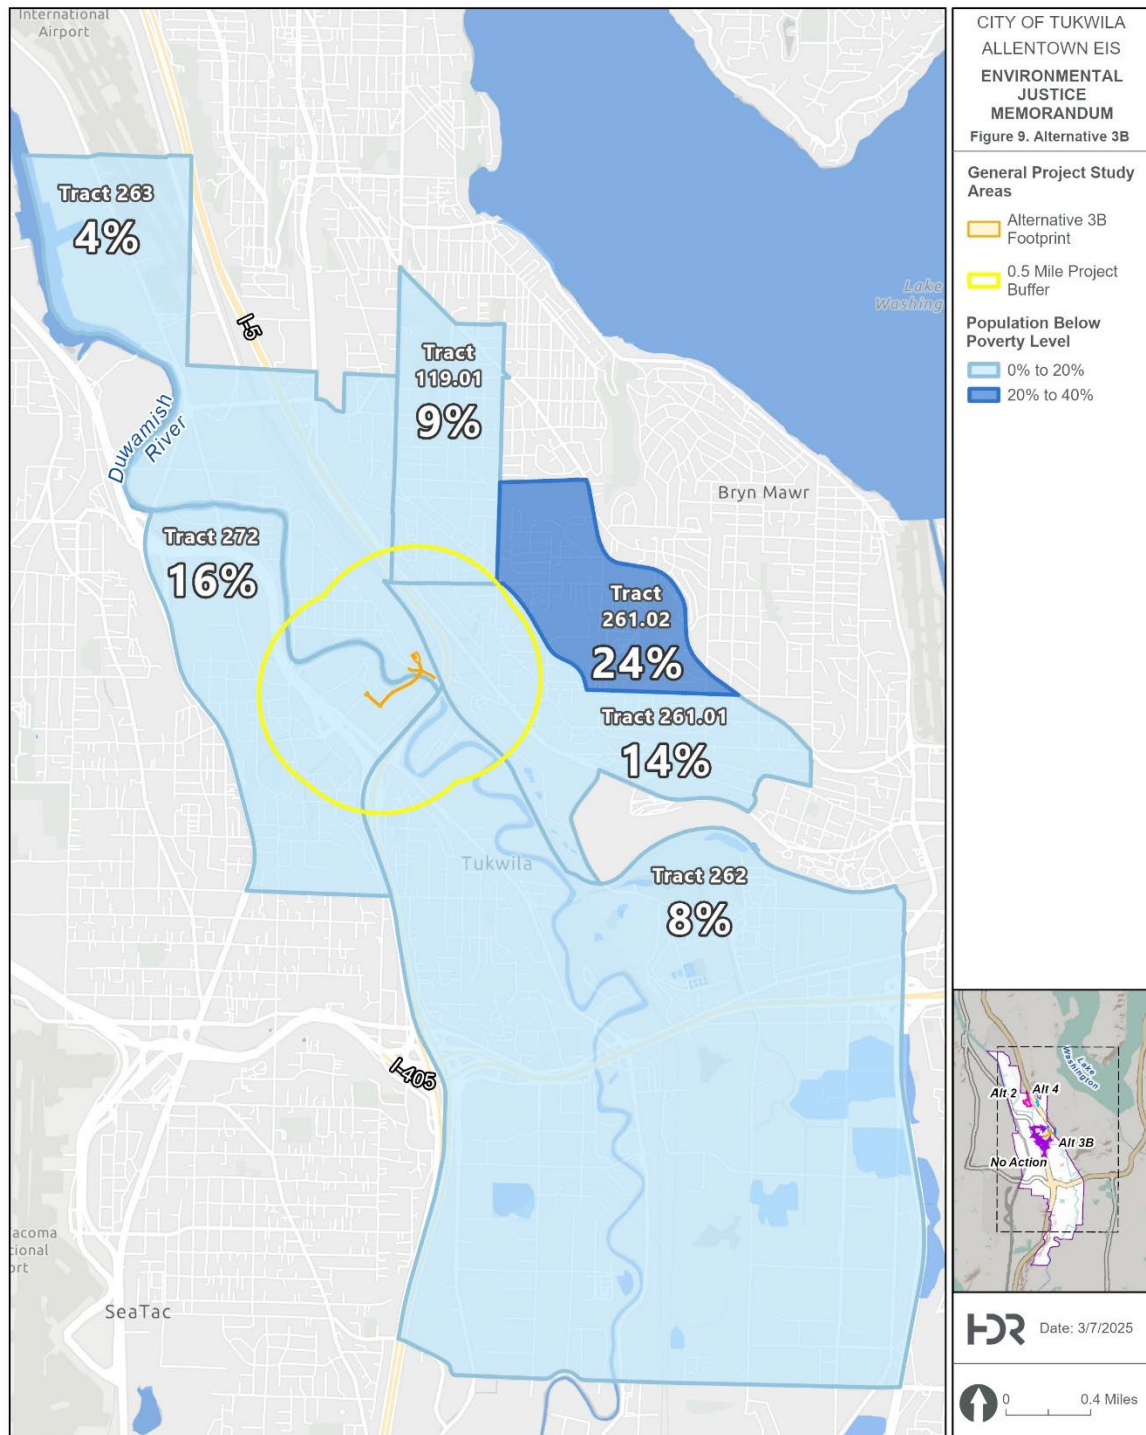 International
Airport
Tract 263
4%
I-5
Tract
119.01
9%
Lake
Washing
Duwamish
River
Bryn Mawr
Tract 272
16%
Tract
261.02
24%
Tract 261.01
14%
Tukwila
Tract 262
8%
I-405
acoma
ional
ort
SeaTac
CITY OF TUKWILA
ALLENTOWN EIS
ENVIRONMENTAL
JUSTICE
MEMORANDUM
Figure 9. Alternative 3B
General Project Study
Areas
Alternative 3B
Footprint
0.5 Mile Project
Buffer
Population Below
Poverty Level
0% to 20%
20% to 40%
Lake
Washington
Alt 2
Alt 4
Alt 3B
No Action
HDR
Date: 3/7/2025
0
0.4 Miles